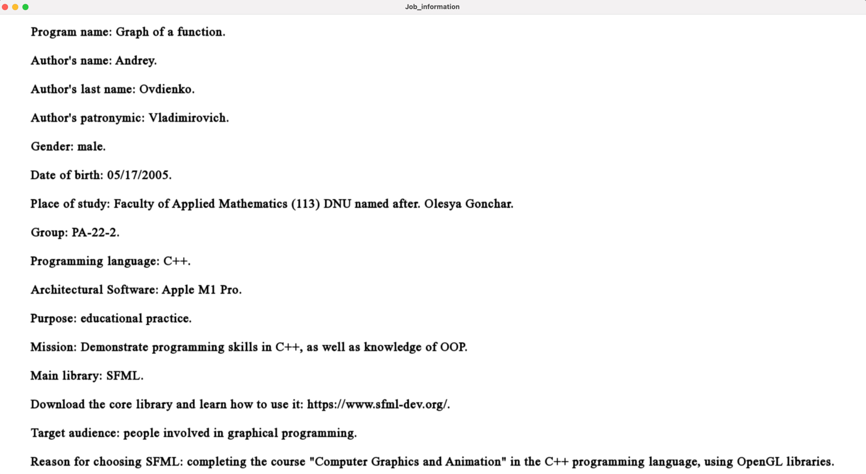 Job_information
Program name: Graph of a function.
Author's name: Andrey.
Author's last name: Ovdienko.
Author's patronymic: Vladimirovich.
Gender: male.
Date of birth: 05/17/2005.
Place of study: Faculty of Applied Mathematics (113) DNU named after. Olesya Gonchar.
Group: PA-22-2.
Programming language: C++.
Architectural Software: Apple M1 Pro.
Purpose: educational practice.
Mission: Demonstrate programming skills in C++, as well as knowledge of OOP.
Main library: SFML.
Download the core library and learn how to use it: https://www.sfml-dev.org/.
Target audience: people involved in graphical programming.
Reason for choosing SFML: completing the course "Computer Graphics and Animation" in the C++ programming language, using OpenGL libraries.